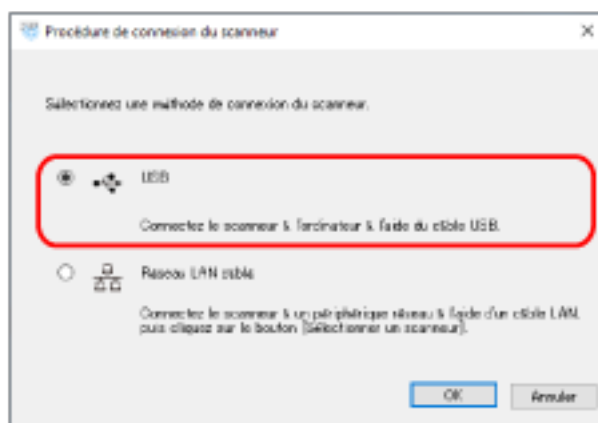 Procédure de connexion du scanneur
Sélectionnez une méthode de connexion du scanneur.
USB
Connectez le scanneur à l'ordinateur à l'aide du câble USB.
Réseau LAN câblé
Connectez le scanneur à un périphérique réseau à l'aide d'un câble LAN,
puis cliquez sur le bouton [Sélectionner un scanneur].
OK
Annuler